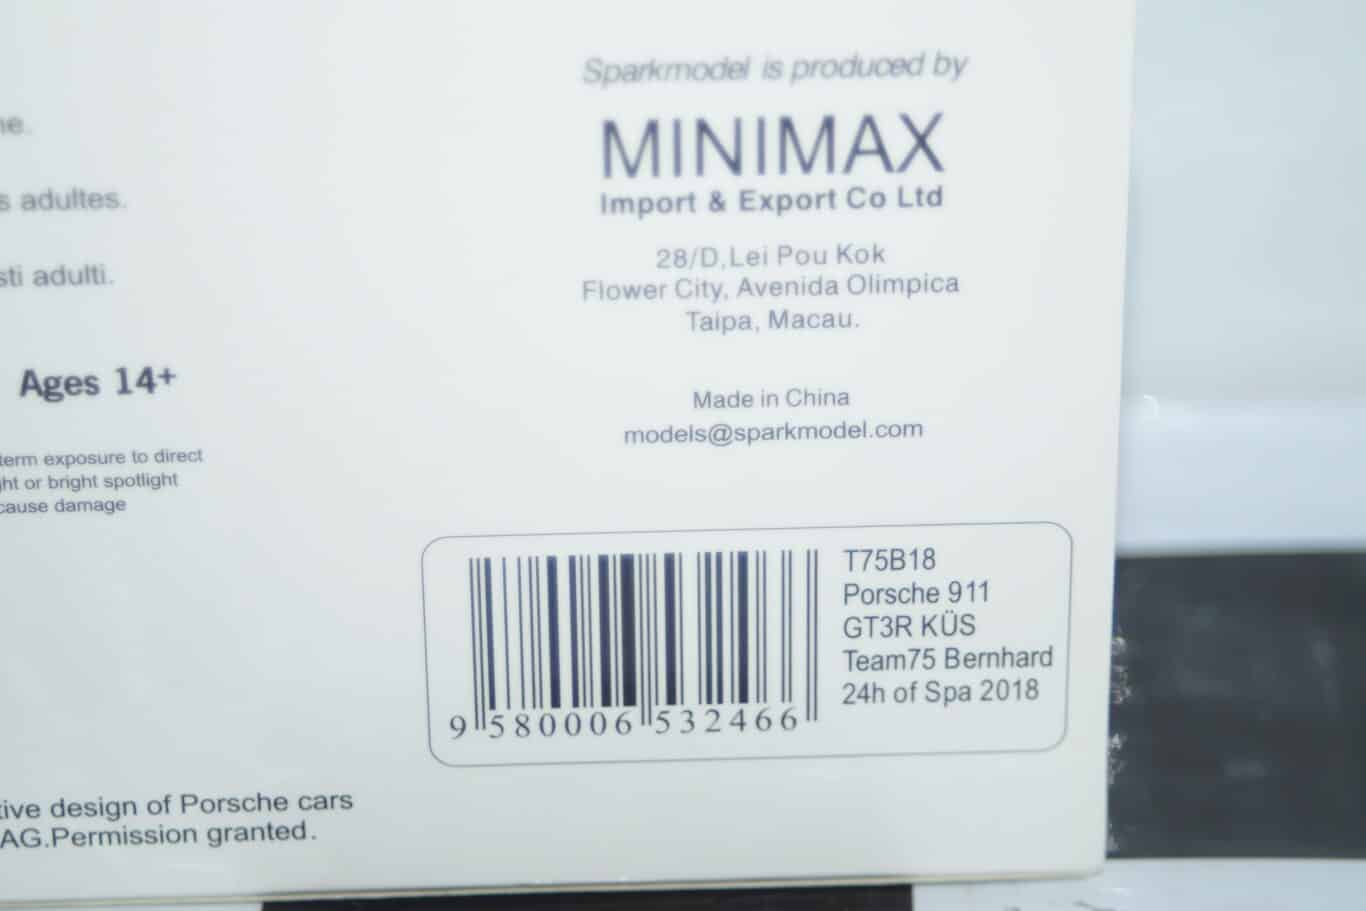 Sparkmodel is produced by
MINIMAX
Import & Export Co Ltd
28/D,Lei Pou Kok
Flower City, Avenida Olimpica
Taipa, Macau.
Made in China
models@sparkmodel.com
s adultes.
sti adulti.
Ages 14+
term exposure to direct
ht or bright spotlight
cause damage
T75B18
Porsche 911
GT3R KÜS
Team75 Bernhard
24h of Spa 2018
9 580006 532466
tive design of Porsche cars
AG.Permission granted.